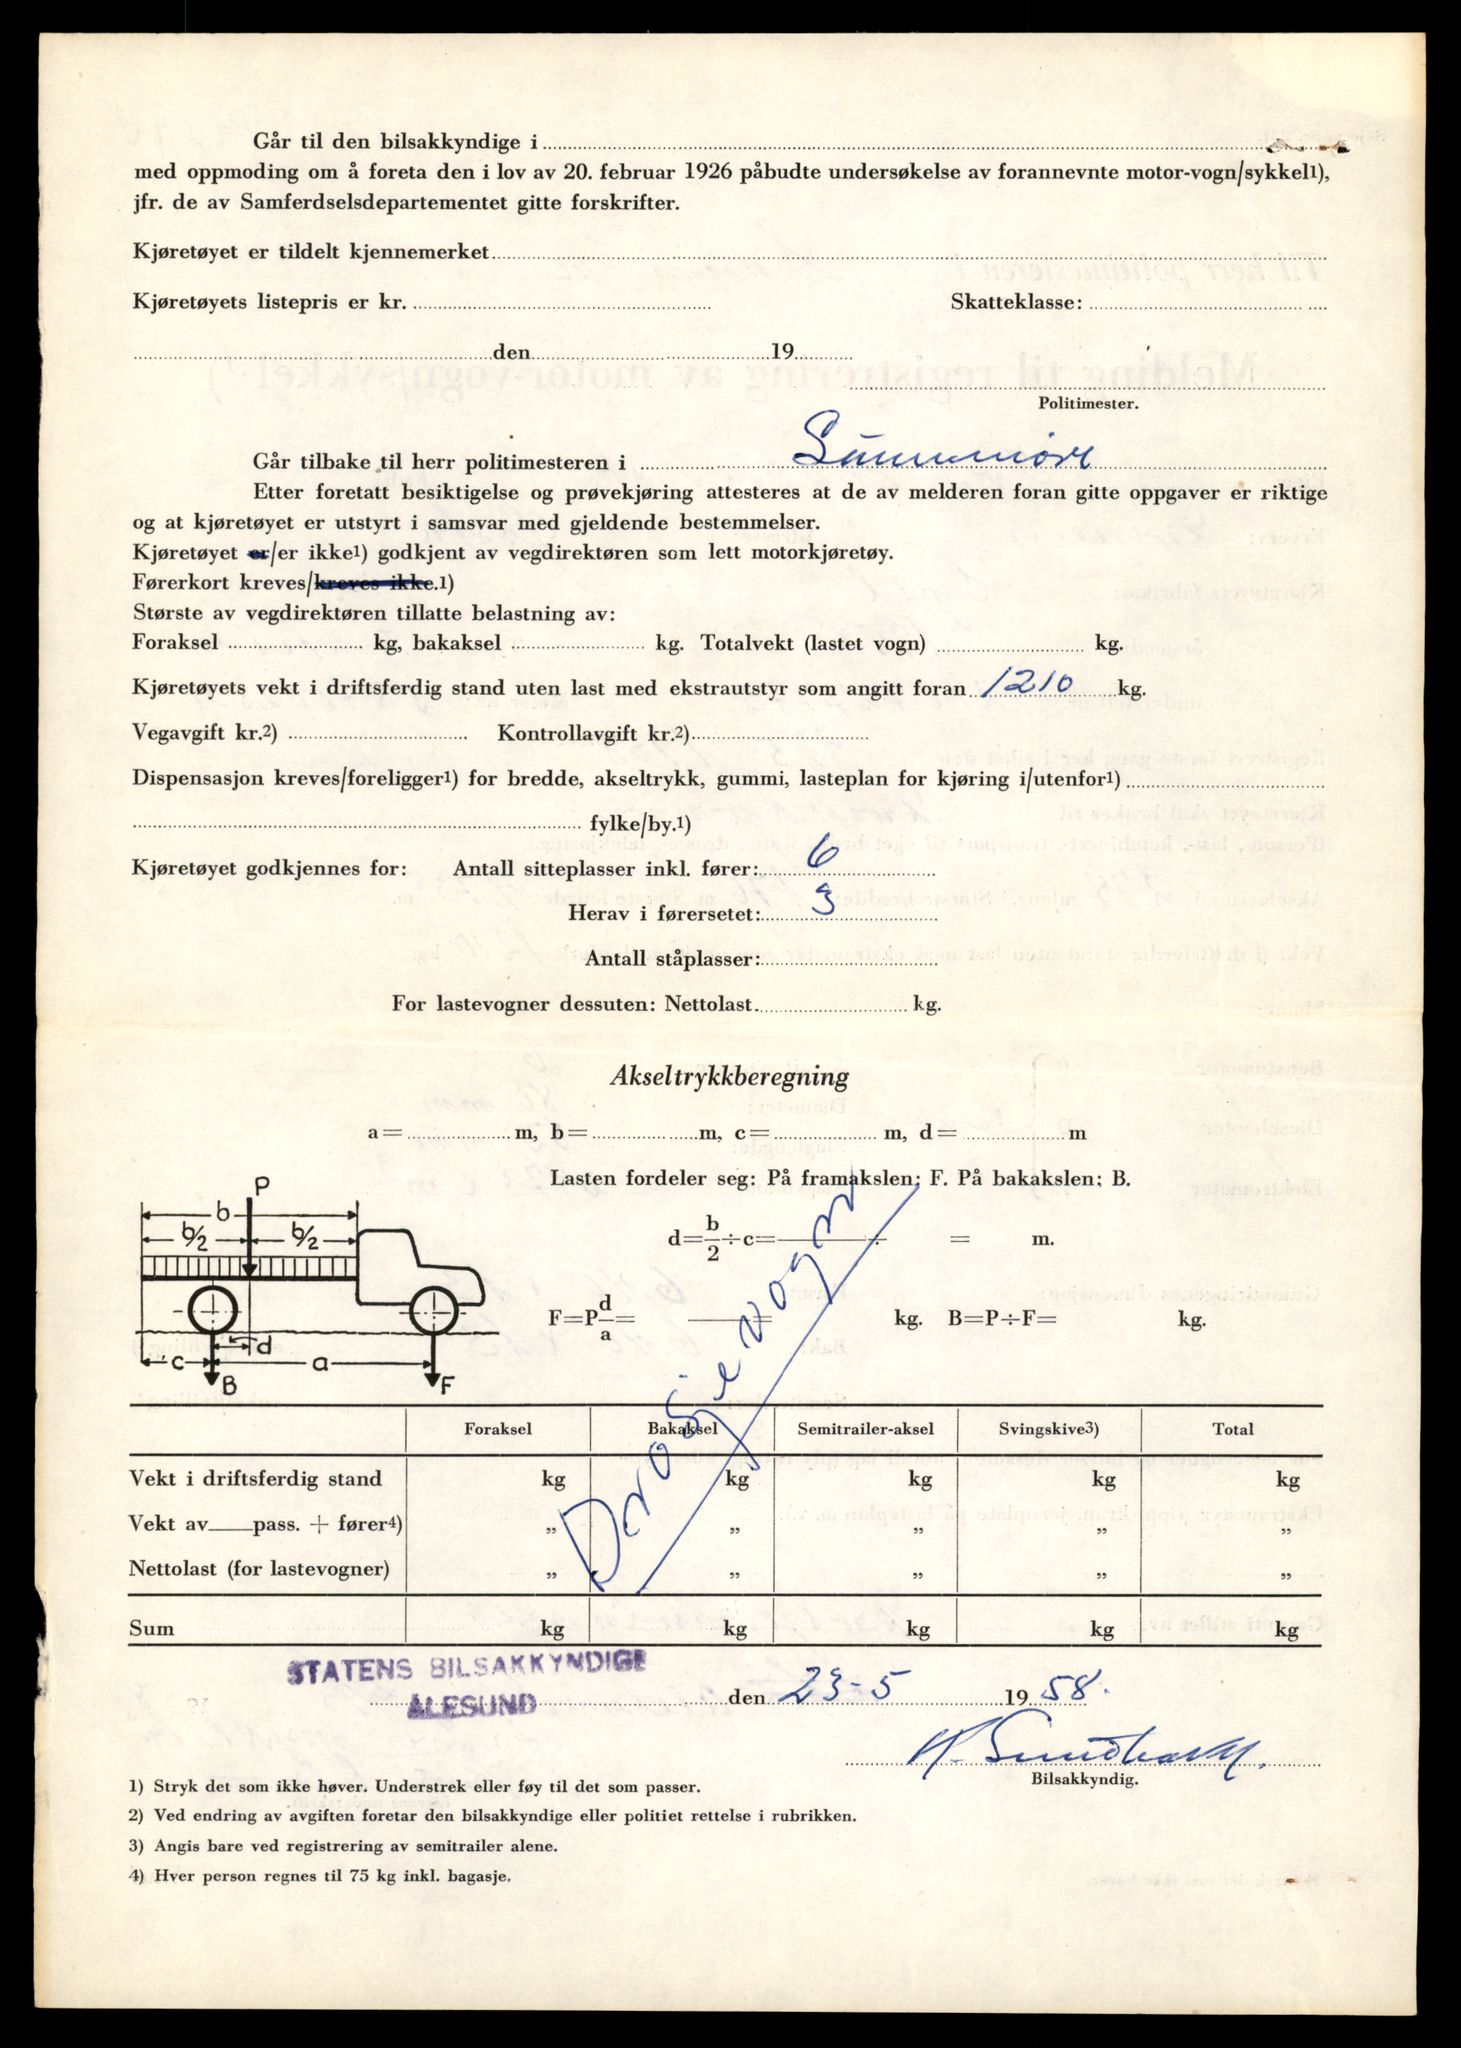 Går til den bilsakkyndige i
med oppmoding om å foreta den i lov av 20. februar 1926 påbudte undersøkelse av forannevnte motor-vogn/sykkel1),
jfr. de av Samferdselsdepartementet gitte forskrifter.
Kjøretøyet er tildelt kjennemerket
Kjøretøyets listepris er kr. Skatteklasse:
den 19
Politimester.
Går tilbake til herr politimesteren i Sunnmöre
Etter foretatt besiktigelse og prøvekjøring attesteres at de av melderen foran gitte oppgaver er riktige
og at kjøretøyet er utstyrt i samsvar med gjeldende bestemmelser.
Kjøretøyet er/er ikke1) godkjent av vegdirektøren som lett motorkjøretøy.
Førerkort kreves/kreves ikke.1)
Største av vegdirektøren tillatte belastning av:
Foraksel kg, bakaksel kg. Totalvekt (lastet vogn) kg.
Kjøretøyets vekt i driftsferdig stand uten last med ekstrautstyr som angitt foran 1210 kg.
Vegavgift kr.2) Kontrollavgift kr.2)
Dispensasjon kreves/foreligger1) for bredde, akseltrykk, gummi, lasteplan for kjøring i/utenfor1)
fylke/by.1)
Kjøretøyet godkjennes for: Antall sitteplasser inkl. fører: 6
Herav i førersetet: 3
Antall ståplasser:
For lastevogner dessuten: Nettolast. kg.
Akseltrykkberegning
a= m, b= m, c= m, d= m
Lasten fordeler seg: På framakslen: F. På bakakslen: B.
P
b
b/2 b/2
d
c a
B F
d=b/2÷c= ÷ = m.
F=P d/a= = kg. B=P÷F= kg.
Drosjevogn
Foraksel Bakaksel Semitrailer-aksel Svingskive3) Total
Vekt i driftsferdig stand kg kg kg kg kg
Vekt av pass. + fører4) „ „ „ „ „
Nettolast (for lastevogner) „ „ „ „ „
Sum kg kg kg kg kg
STATENS BILSAKKYNDIGE
ÅLESUND den 23-5 1958.
Bilsakkyndig.
1) Stryk det som ikke høver. Understrek eller føy til det som passer.
2) Ved endring av avgiften foretar den bilsakkyndige eller politiet rettelse i rubrikken.
3) Angis bare ved registrering av semitrailer alene.
4) Hver person regnes til 75 kg inkl. bagasje.